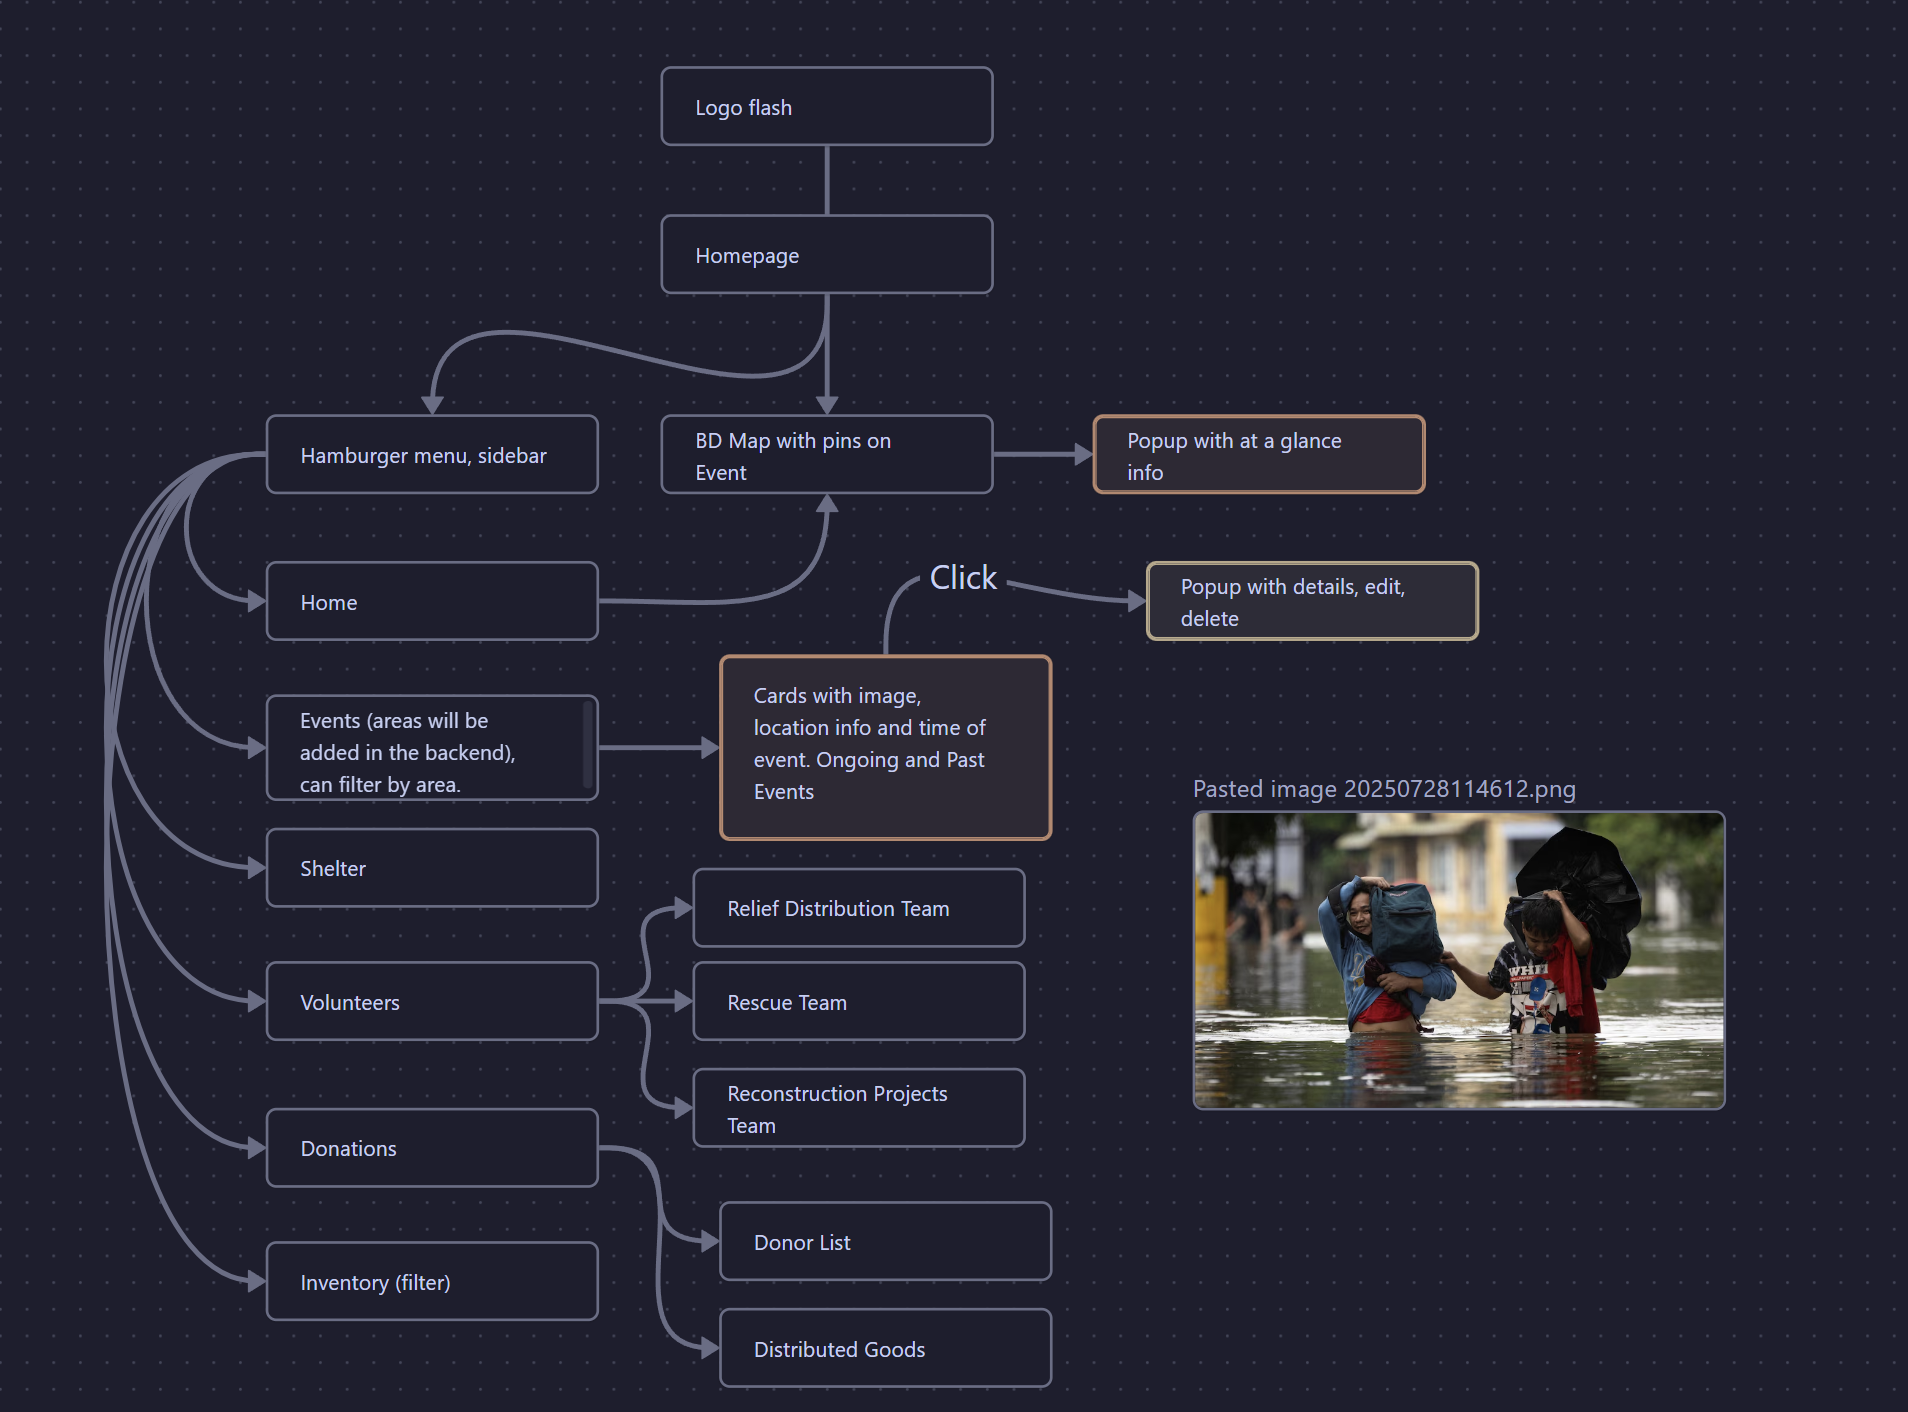 Logo flash
Homepage
Hamburger menu, sidebar
BD Map with pins on
Event
Popup with at a glance
info
Home
Click
Popup with details, edit,
delete
Events (areas will be
added in the backend),
can filter by area.
Cards with image,
location info and time of
event. Ongoing and Past
Events
Pasted image 20250728114612.png
Shelter
Relief Distribution Team
Volunteers
Rescue Team
Reconstruction Projects
Team
Donations
Donor List
Inventory (filter)
Distributed Goods